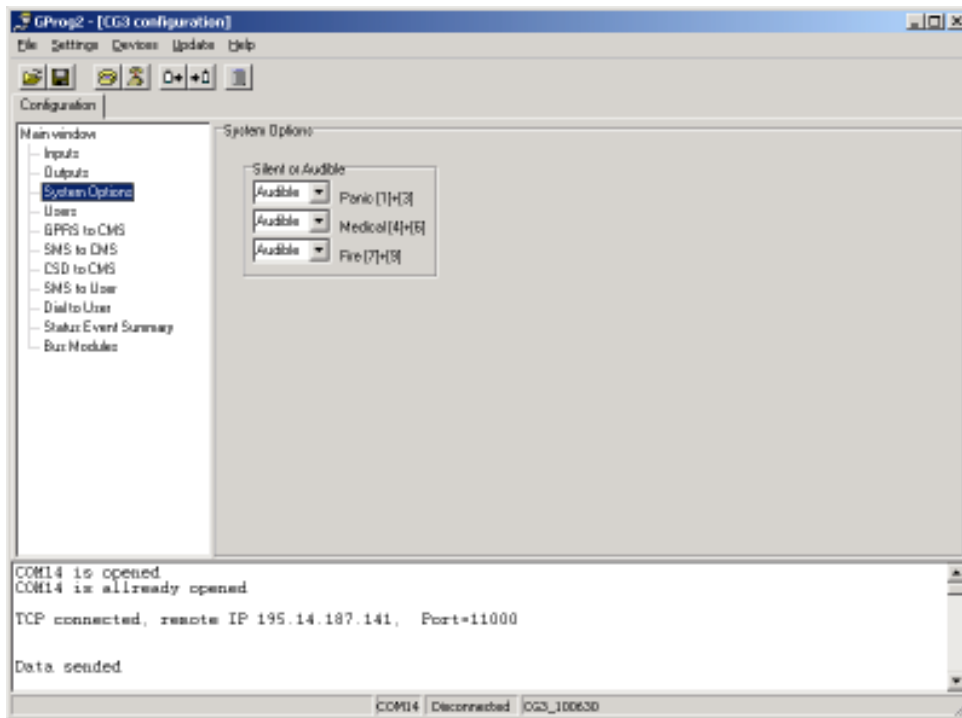 GProg2 - [CG3 configuration]
File Settings Devices Update Help
Configuration
Main window
Inputs
Outputs
System Options
Users
GPRS to CMS
SMS to CMS
CSD to CMS
SMS to User
Dial to User
Status Event Summary
Bus Modules
System Options
Silent or Audible
Audible Panic [1]+[3]
Audible Medical [4]+[6]
Audible Fire [7]+[9]
COM14 is opened
COM14 is allready opened
TCP connected, remote IP 195.14.187.141, Port=11000
Data sended
COM14 Disconnected CG3_100630